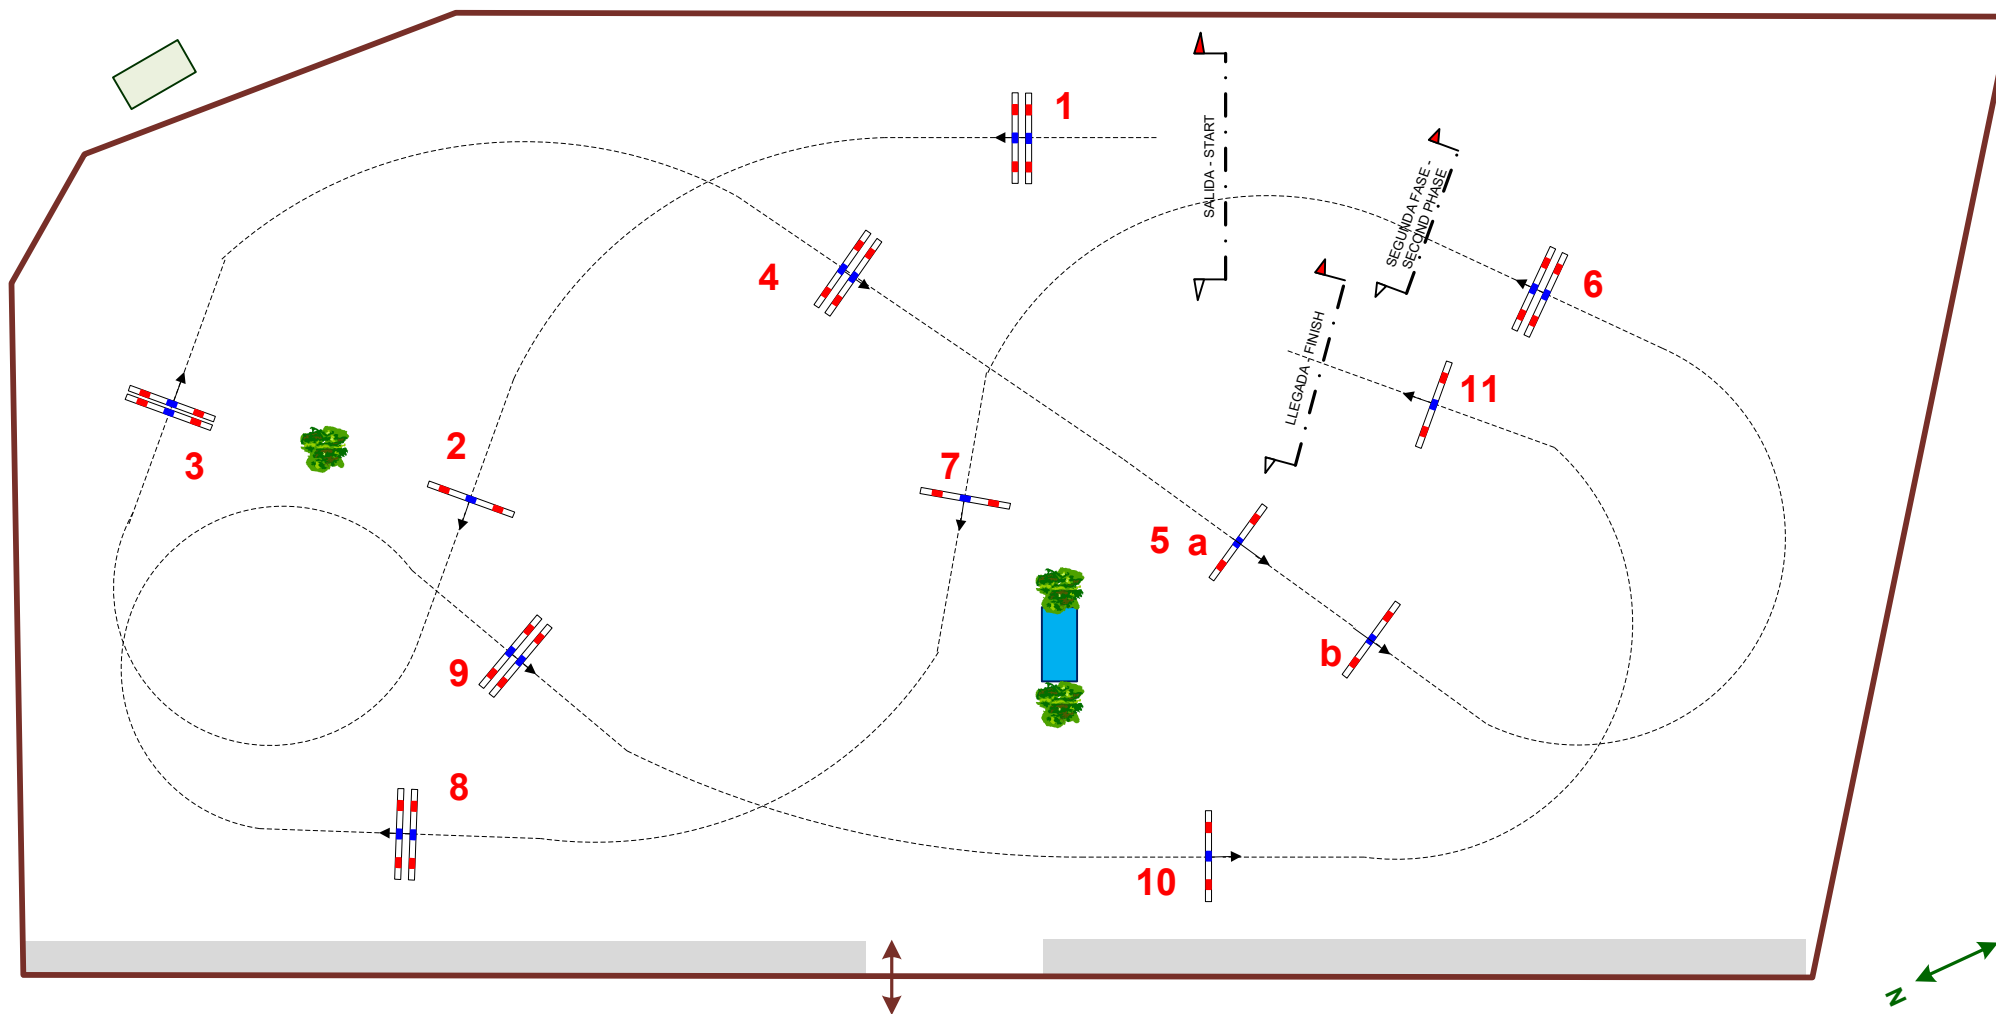 1
SALIDA - START
SEGUNDA FASE -
SECOND PHASE
4
6
LLEGADA - FINISH
11
2
3
7
5 a
b
9
8
10
N